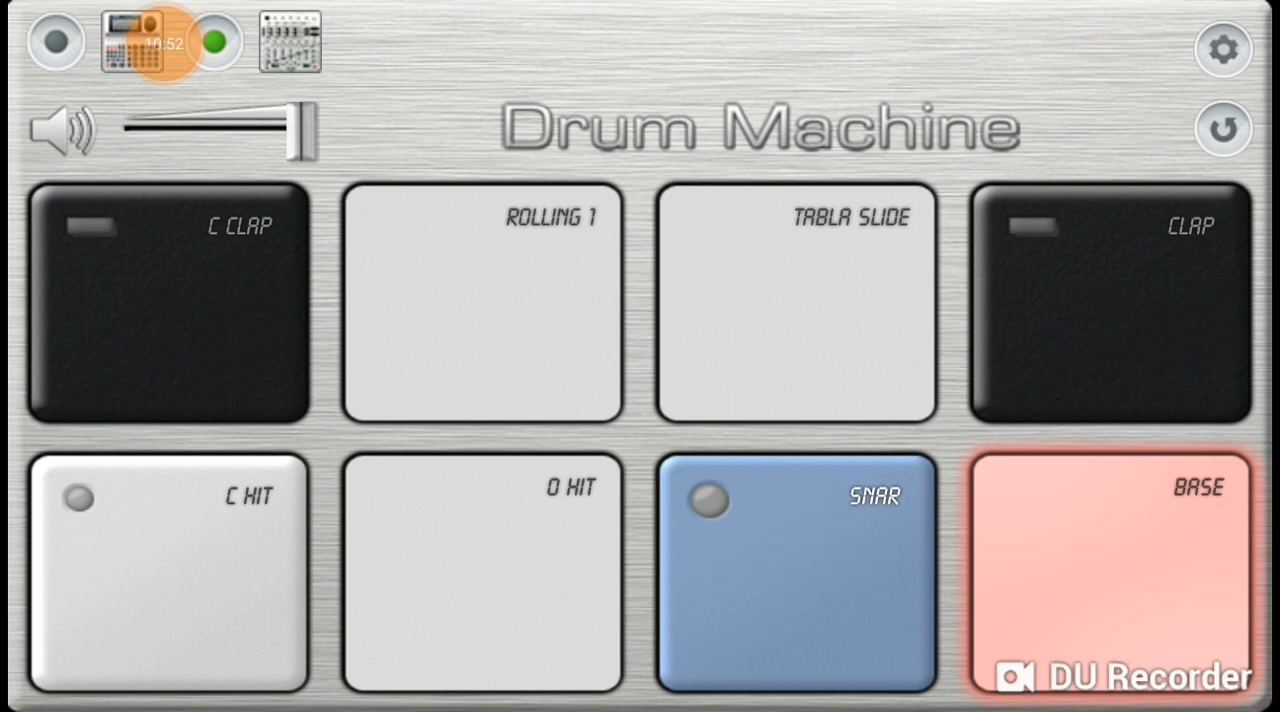 10:52
Drum Machine
C CLAP
ROLLING 1
TABLA SLIDE
CLAP
C HIT
O HIT
SNAR
BASE
DU Recorder